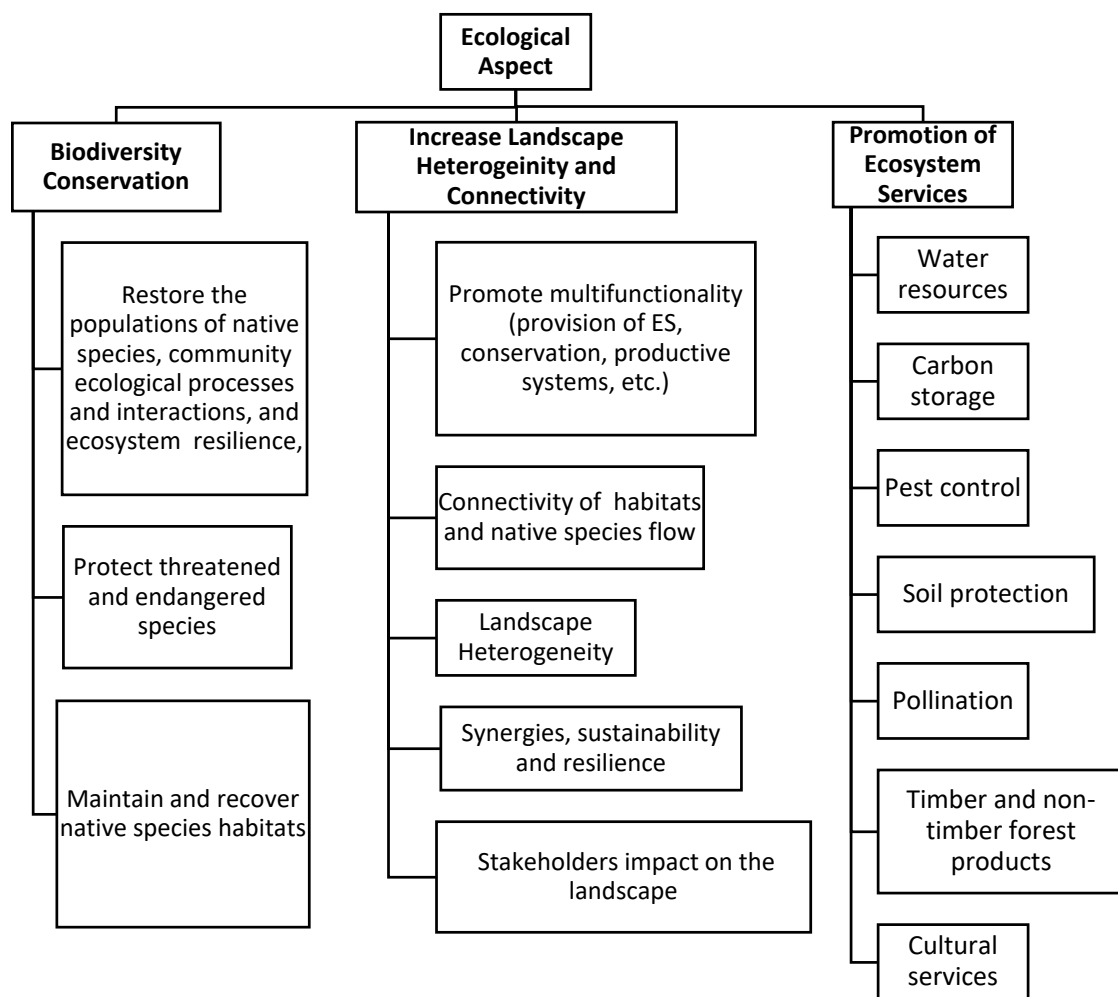 Ecological
Aspect
Biodiversity
Conservation
Restore the
populations of native
species, community
ecological processes
and interactions, and
ecosystem resilience,
Protect threatened
and endangered
species
Maintain and recover
native species habitats
Increase Landscape
Heterogeinity and
Connectivity
Promote multifunctionality
(provision of ES,
conservation, productive
systems, etc.)
Connectivity of habitats
and native species flow
Landscape
Heterogeneity
Synergies, sustainability
and resilience
Stakeholders impact on the
landscape
Promotion of
Ecosystem
Services
Water
resources
Carbon
storage
Pest control
Soil protection
Pollination
Timber and non-
timber forest
products
Cultural
services